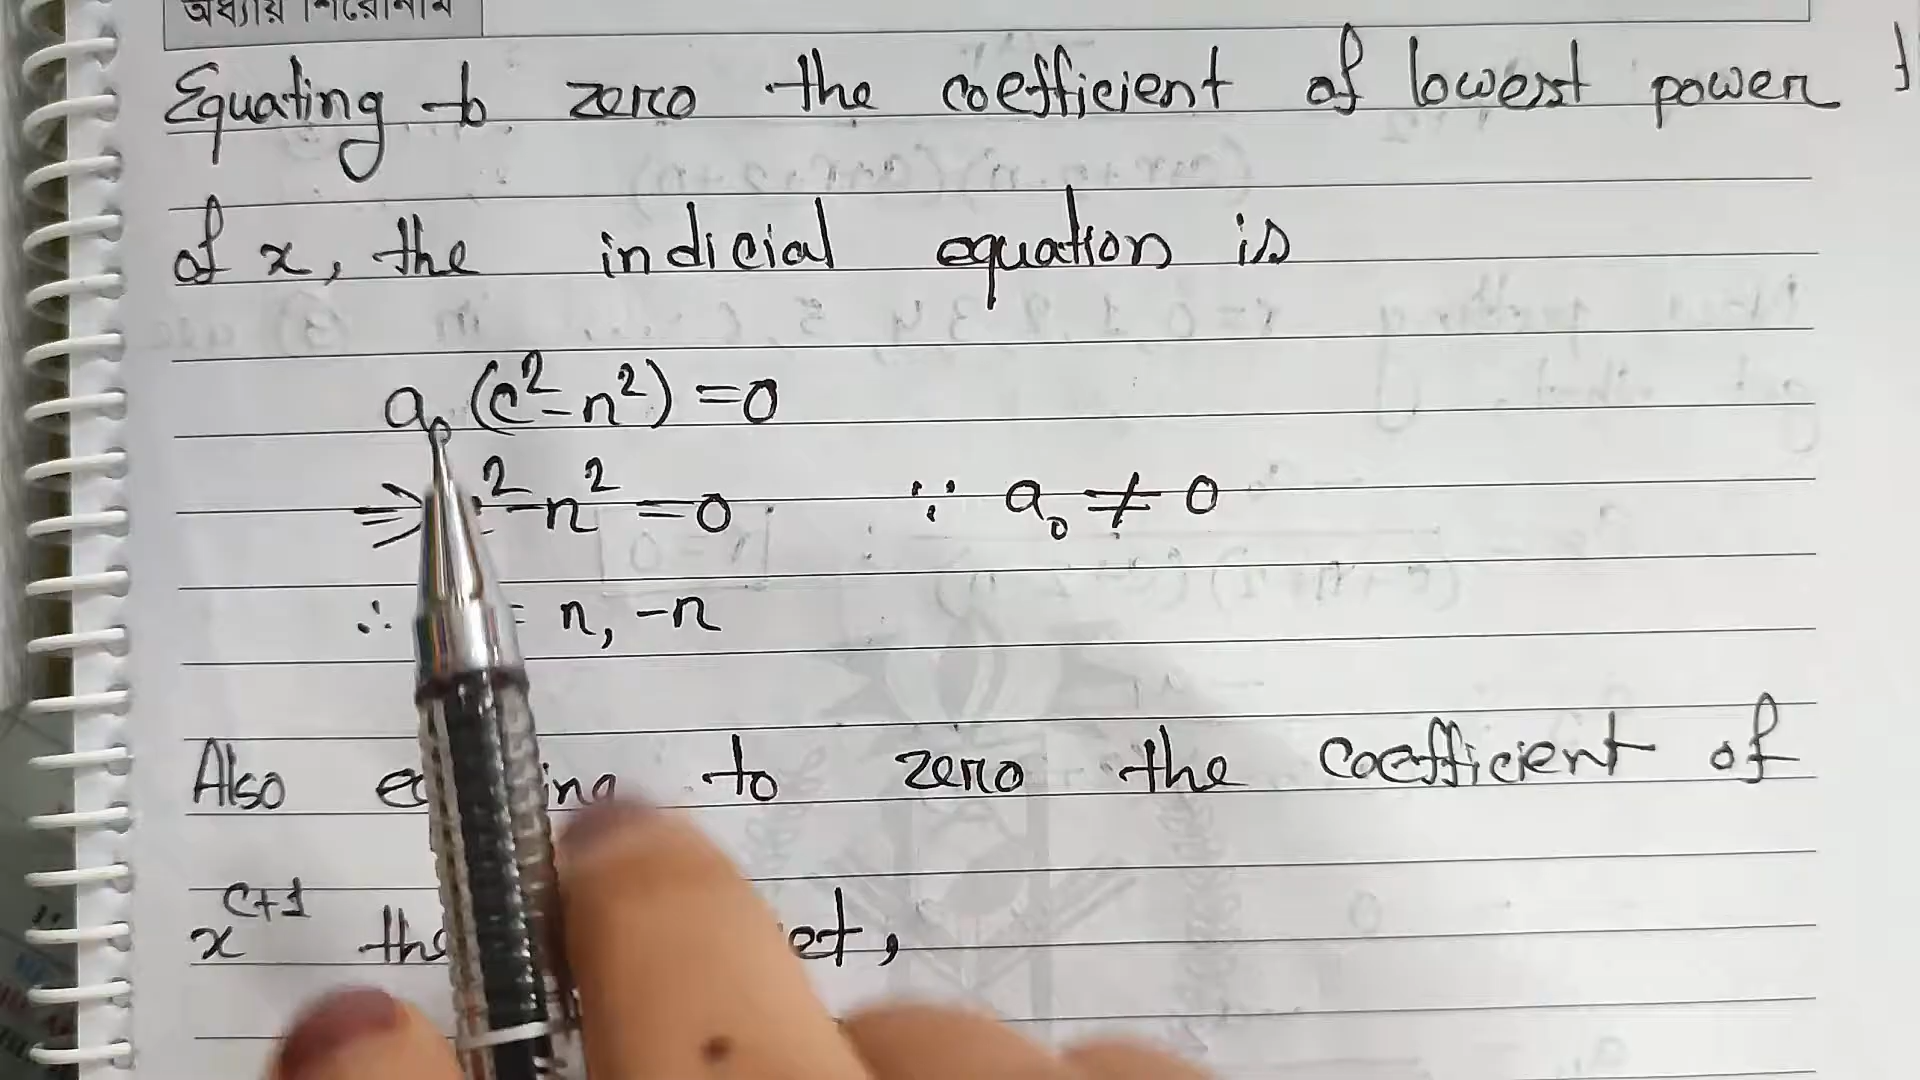 অধ্যায় শিরোনাম
Equating to zero the coefficient of lowest power
of x, the indicial equation is
a₀ (c² - n²) = 0
⇒ ² - n² = 0 ∵ a₀ ≠ 0
∴ = n, -n
Also to zero the coefficient of
x^{c+1}